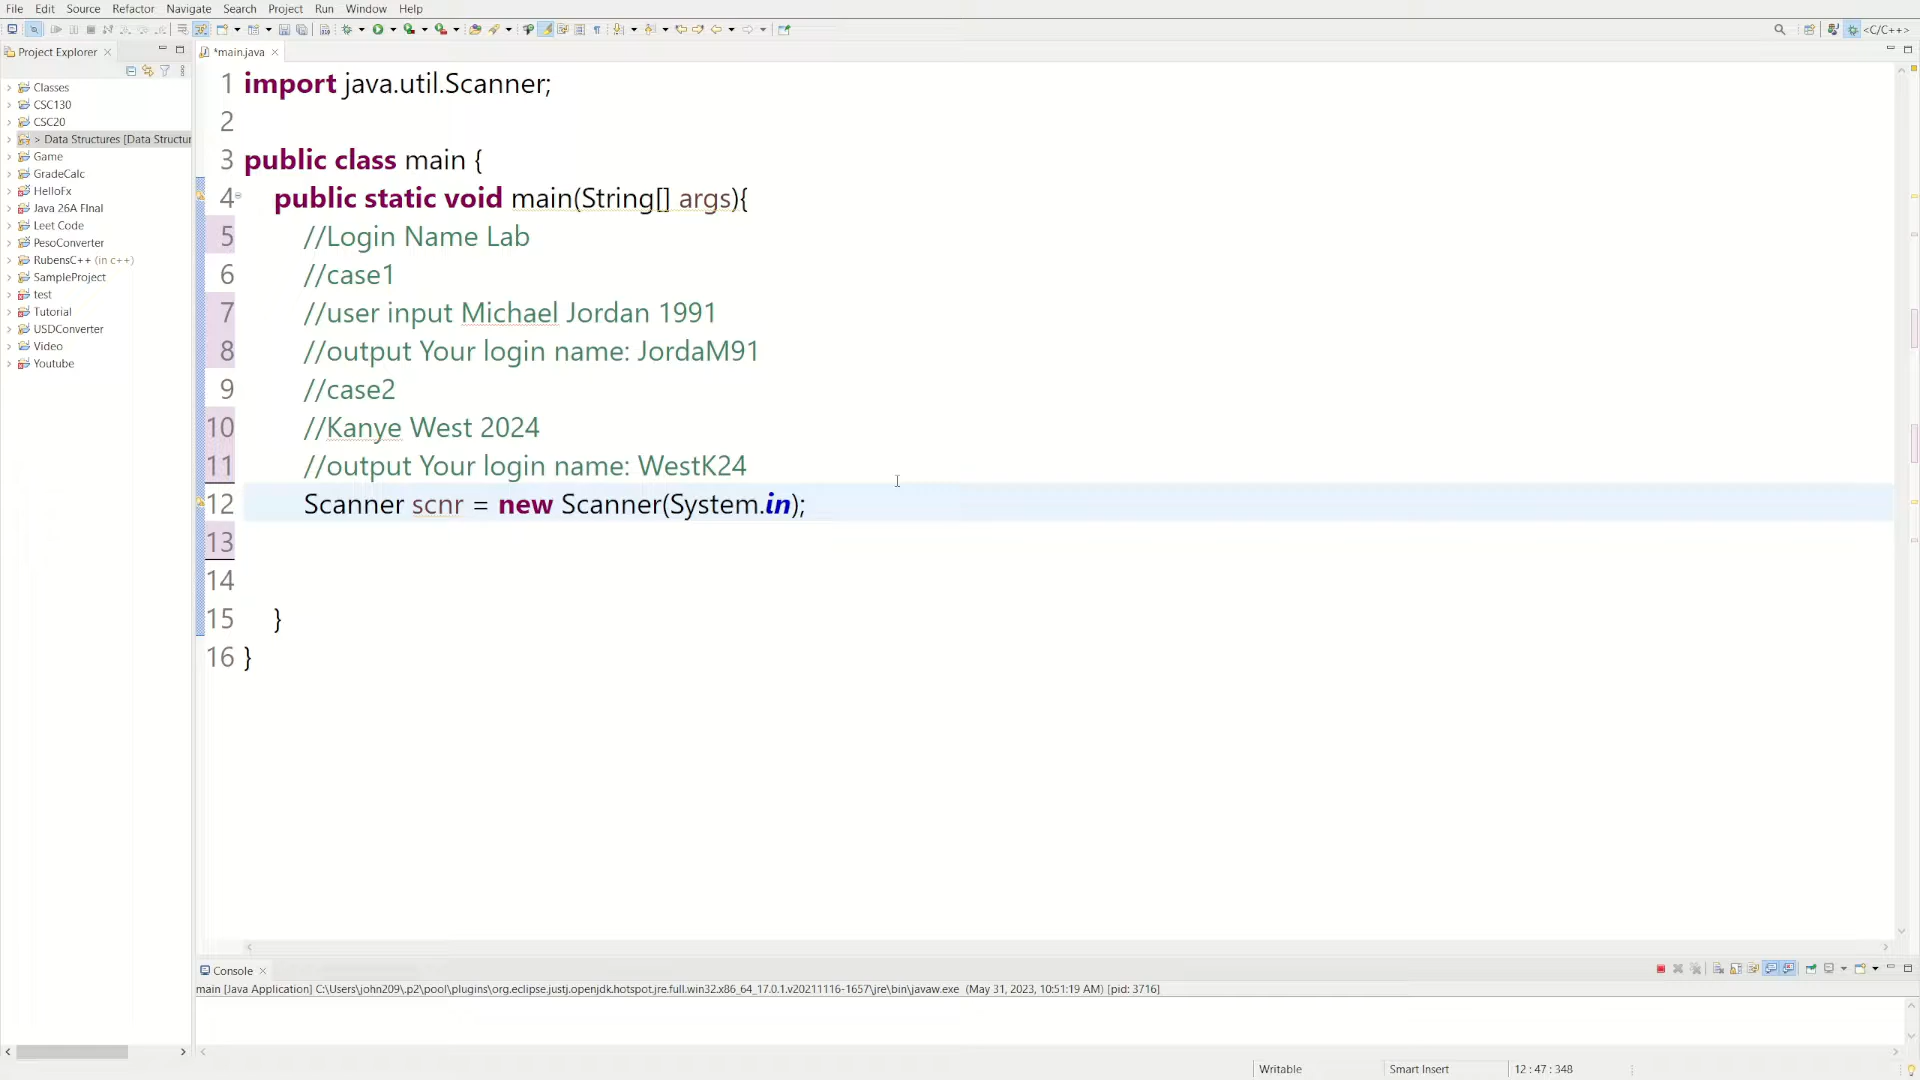 File Edit Source Refactor Navigate Search Project Run Window Help
<C/C++>
Project Explorer
*main.java
Classes
CSC130
CSC20
> Data Structures [Data Structur
Game
GradeCalc
HelloFx
Java 26A FInal
Leet Code
PesoConverter
RubensC++ (in c++)
SampleProject
test
Tutorial
USDConverter
Video
Youtube
1 import java.util.Scanner;
2
3 public class main {
4 public static void main(String[] args){
5 //Login Name Lab
6 //case1
7 //user input Michael Jordan 1991
8 //output Your login name: JordaM91
9 //case2
10 //Kanye West 2024
11 //output Your login name: WestK24
12 Scanner scnr = new Scanner(System.in);
13
14
15 }
16 }
Console
main [Java Application] C:\Users\john209\.p2\pool\plugins\org.eclipse.justj.openjdk.hotspot.jre.full.win32.x86_64_17.0.1.v20211116-1657\jre\bin\javaw.exe (May 31, 2023, 10:51:19 AM) [pid: 3716]
Writable Smart Insert 12 : 47 : 348